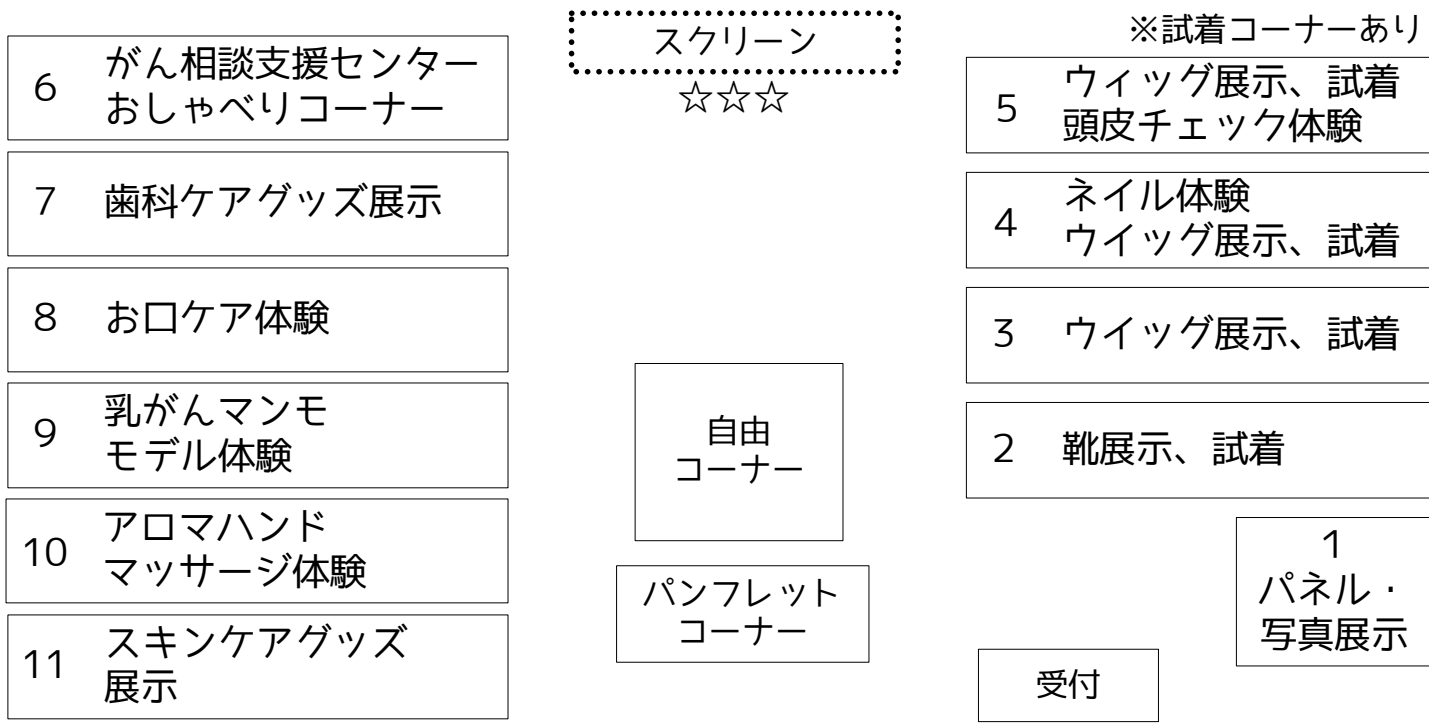 6 がん相談支援センター
おしゃべりコーナー
7 歯科ケアグッズ展示
8 お口ケア体験
9 乳がんマンモ
モデル体験
10 アロマハンド
マッサージ体験
11 スキンケアグッズ
展示
スクリーン
☆☆☆
自由
コーナー
パンフレット
コーナー
※試着コーナーあり
5 ウィッグ展示、試着
頭皮チェック体験
4 ネイル体験
ウイッグ展示、試着
3 ウイッグ展示、試着
2 靴展示、試着
1
パネル・
写真展示
受付